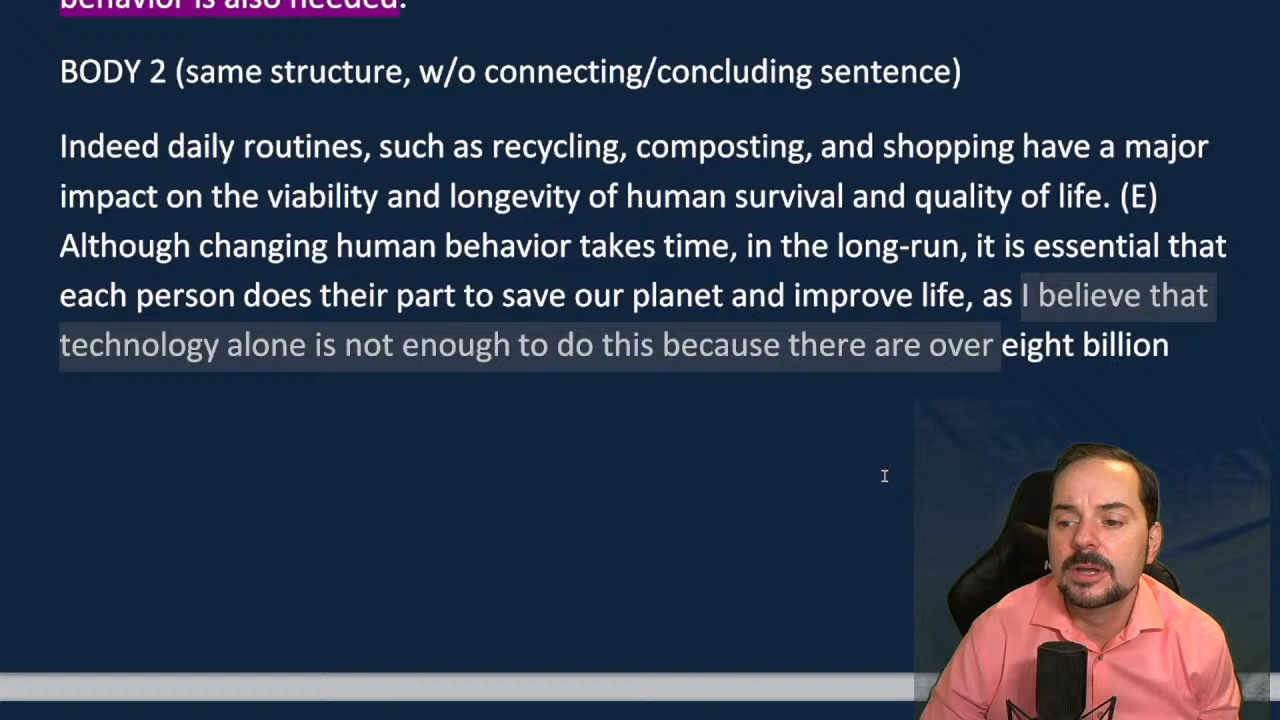 behavior is also needed.
BODY 2 (same structure, w/o connecting/concluding sentence)
Indeed daily routines, such as recycling, composting, and shopping have a major
impact on the viability and longevity of human survival and quality of life. (E)
Although changing human behavior takes time, in the long-run, it is essential that
each person does their part to save our planet and improve life, as I believe that
technology alone is not enough to do this because there are over eight billion